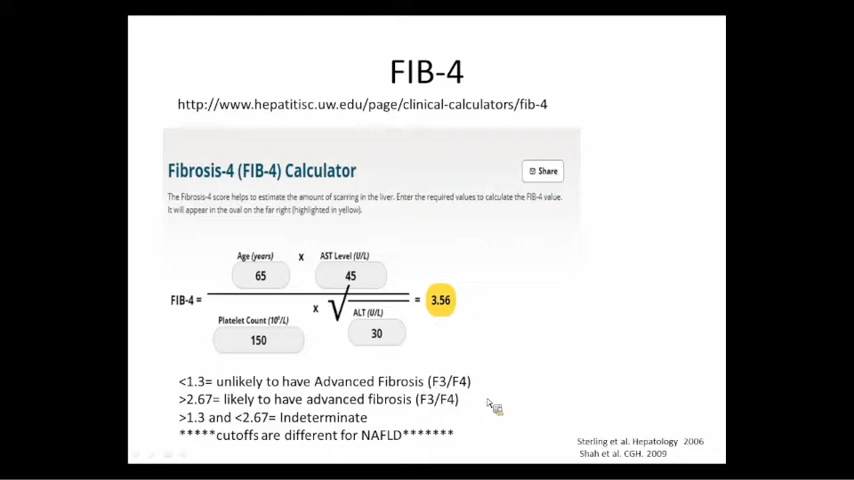 FIB-4
http://www.hepatitisc.uw.edu/page/clinical-calculators/fib-4
Fibrosis-4 (FIB-4) Calculator
Share
The Fibrosis-4 score helps to estimate the amount of scarring in the liver. Enter the required values to calculate the FIB-4 value.
It will appear in the oval on the far right (highlighted in yellow).
Age (years) x AST Level (U/L)
65 45
FIB-4 = = 3.56
Platelet Count (10⁹/L) x √ ALT (U/L)
150 30
<1.3= unlikely to have Advanced Fibrosis (F3/F4)
>2.67= likely to have advanced fibrosis (F3/F4)
>1.3 and <2.67= Indeterminate
*****cutoffs are different for NAFLD*******
Sterling et al. Hepatology 2006
Shah et al. CGH. 2009